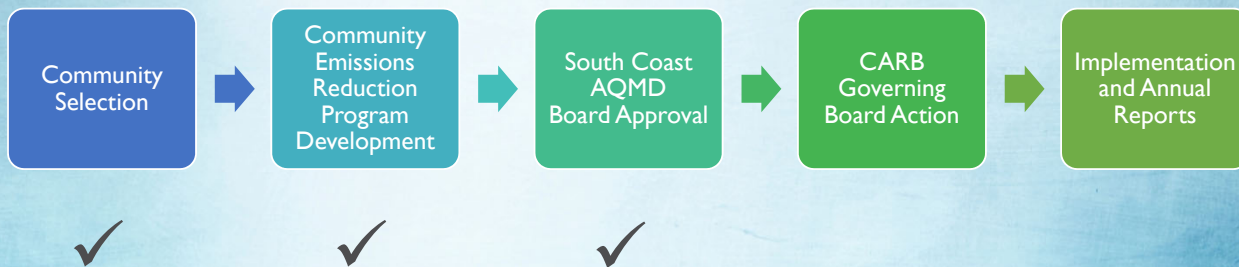 Community
Selection
Community
Emissions
Reduction
Program
Development
South Coast
AQMD
Board Approval
CARB
Governing
Board Action
Implementation
and Annual
Reports